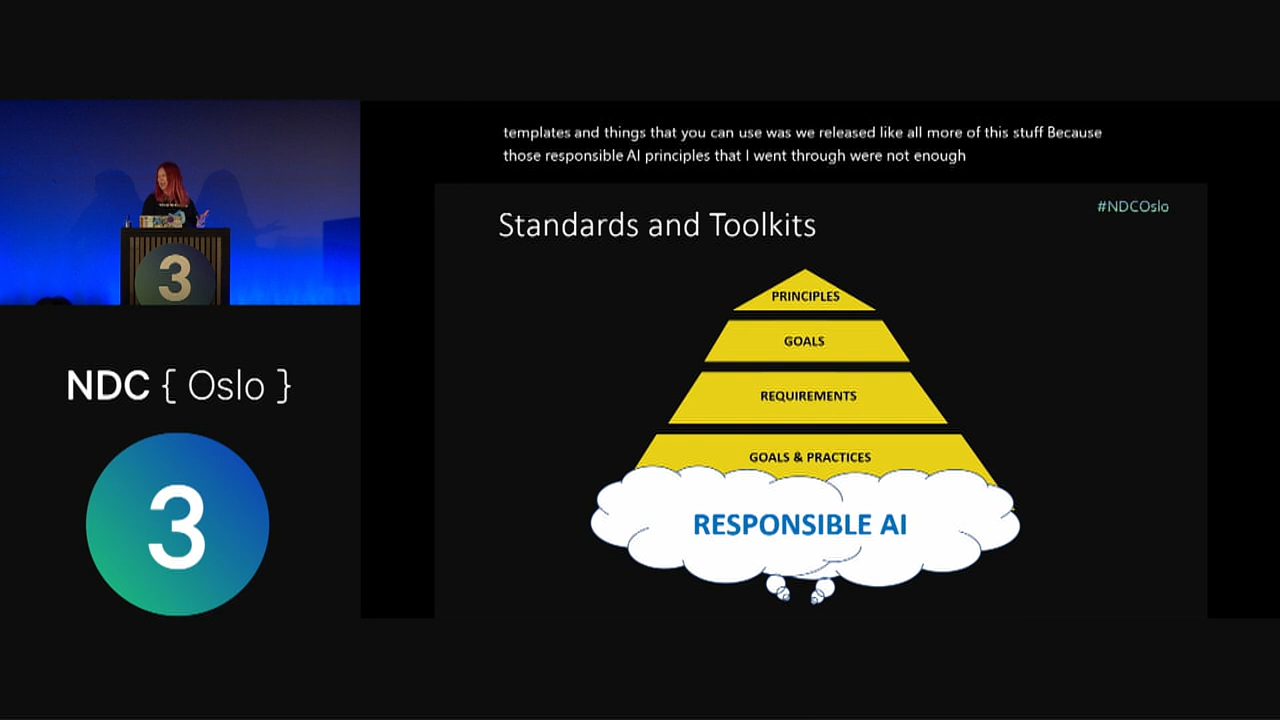 templates and things that you can use was we released like all more of this stuff Because
those responsible AI principles that I went through were not enough
#NDCOslo
Standards and Toolkits
PRINCIPLES
GOALS
REQUIREMENTS
GOALS & PRACTICES
RESPONSIBLE AI
3
NDC { Oslo }
3